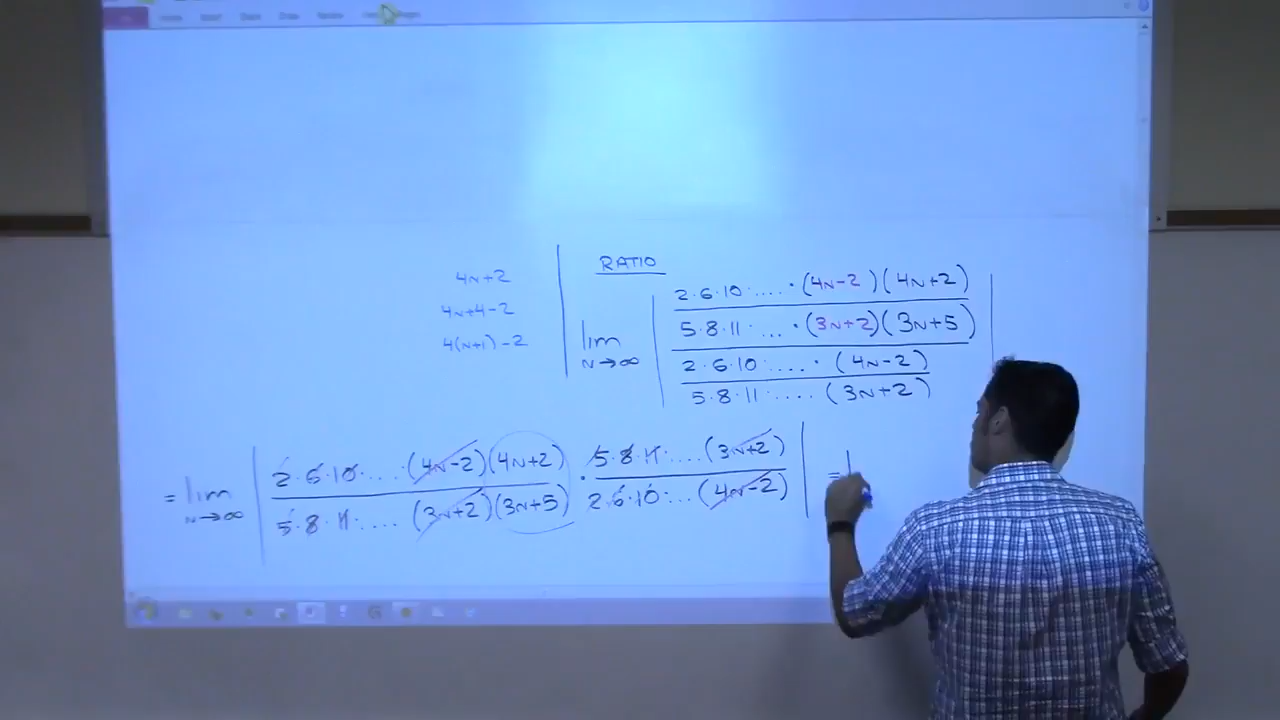 4N+2
4N+4-2
4(N+1)-2
RATIO
lim N→∞ | 2·6·10·....·(4N-2)(4N+2)
5·8·11·...·(3N+2)(3N+5)
2·6·10·....·(4N-2)
5·8·11·....(3N+2) |
= lim N→∞ | 2·6·10·....·(4N-2)(4N+2) · 5·8·11·....(3N+2)
5·8·11·....(3N+2)(3N+5) 2·6·10·...(4N-2) | =